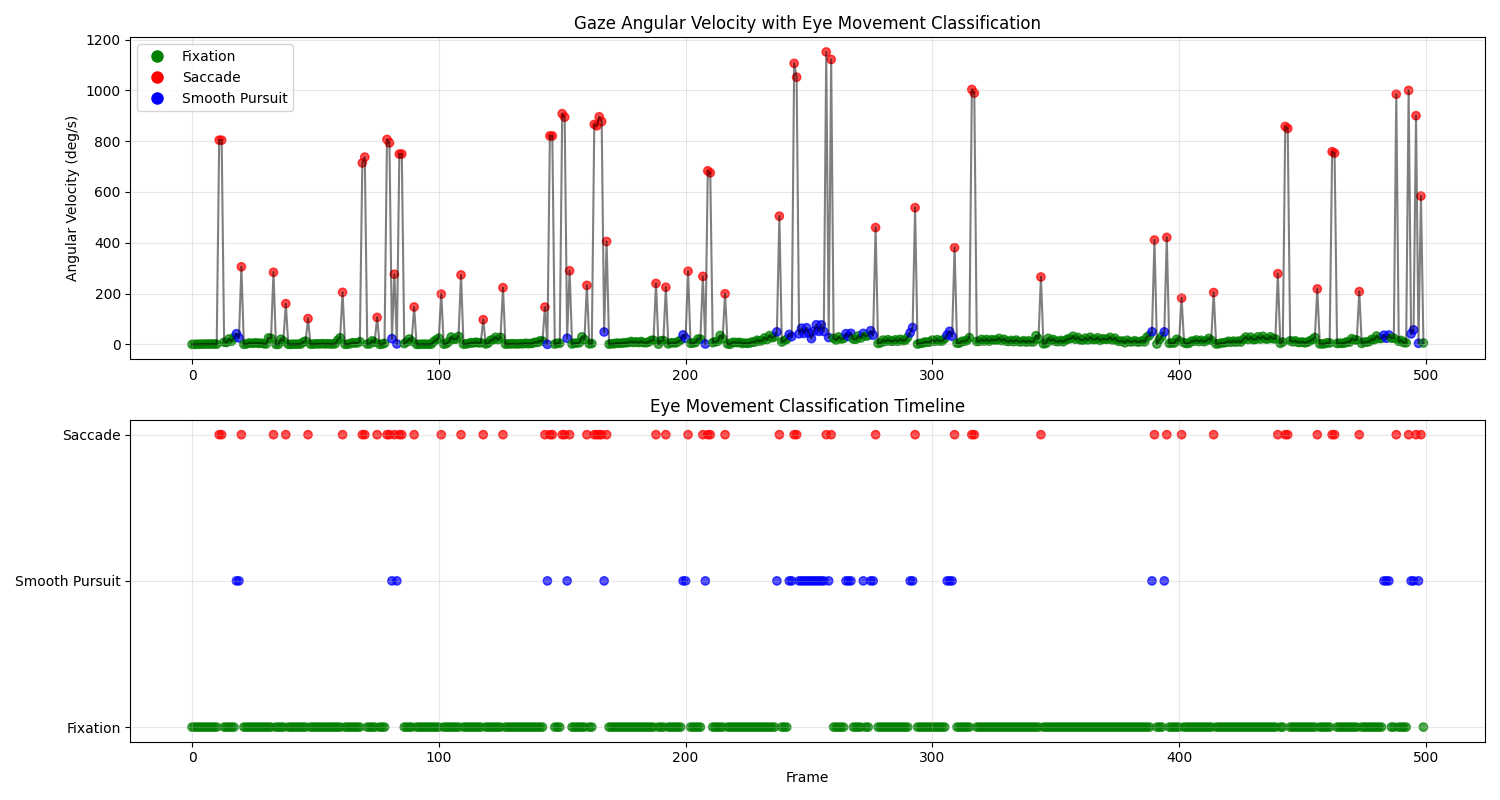 Gaze Angular Velocity with Eye Movement Classification
1200
1000
800
600
400
200
0
Angular Velocity (deg/s)
Fixation
Saccade
Smooth Pursuit
0 100 200 300 400 500
Eye Movement Classification Timeline
Saccade
Smooth Pursuit
Fixation
0 100 200 300 400 500
Frame